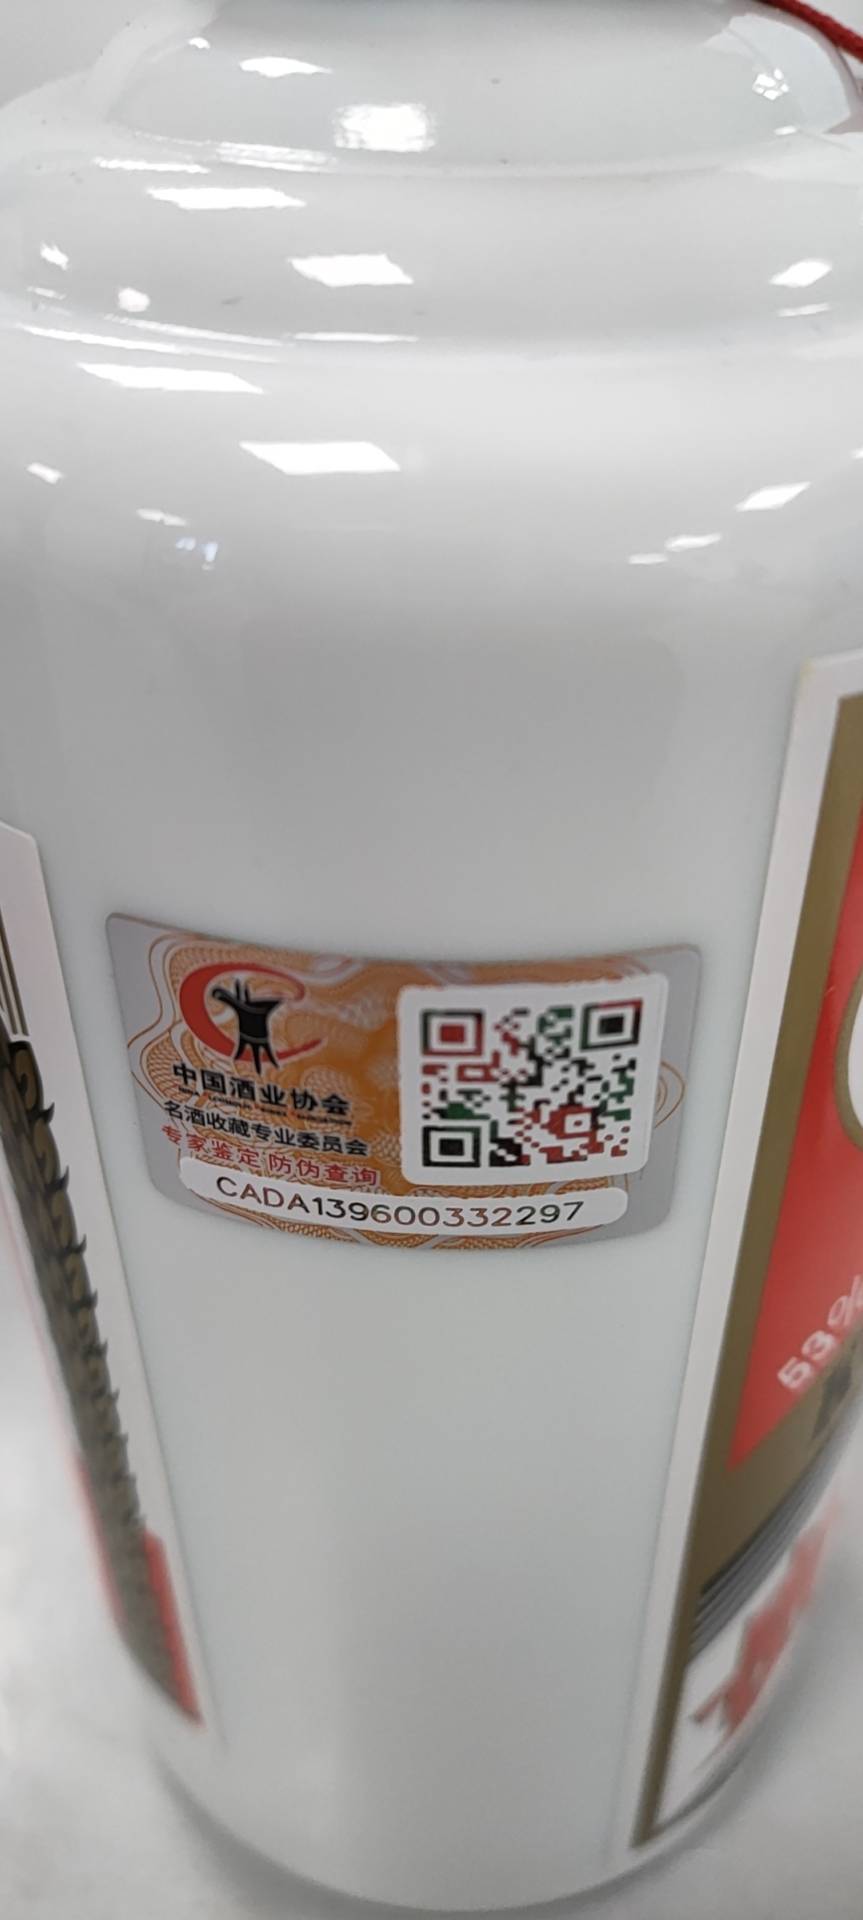 中国酒业协会
名酒收藏专业委员会
专家鉴定 防伪查询
CADA139600332297
53%